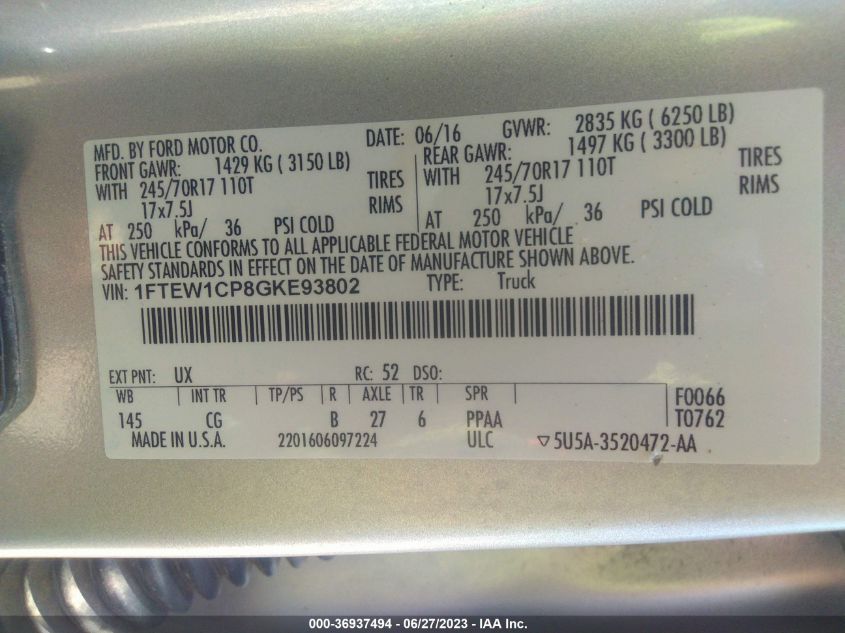 MFD. BY FORD MOTOR CO. DATE: 06/16 GVWR: 2835 KG ( 6250 LB)
FRONT GAWR: 1429 KG ( 3150 LB) REAR GAWR: 1497 KG ( 3300 LB)
WITH 245/70R17 110T TIRES WITH 245/70R17 110T TIRES
17x7.5J RIMS 17x7.5J RIMS
AT 250 kPa/ 36 PSI COLD AT 250 kPa/ 36 PSI COLD
THIS VEHICLE CONFORMS TO ALL APPLICABLE FEDERAL MOTOR VEHICLE
SAFETY STANDARDS IN EFFECT ON THE DATE OF MANUFACTURE SHOWN ABOVE.
VIN: 1FTEW1CP8GKE93802 TYPE: Truck
EXT PNT: UX RC: 52 DSO:
WB INT TR TP/PS R AXLE TR SPR F0066
145 CG B 27 6 PPAA T0762
MADE IN U.S.A. 2201606097224 ULC ▽5U5A-3520472-AA
000-36937494 - 06/27/2023 - IAA Inc.